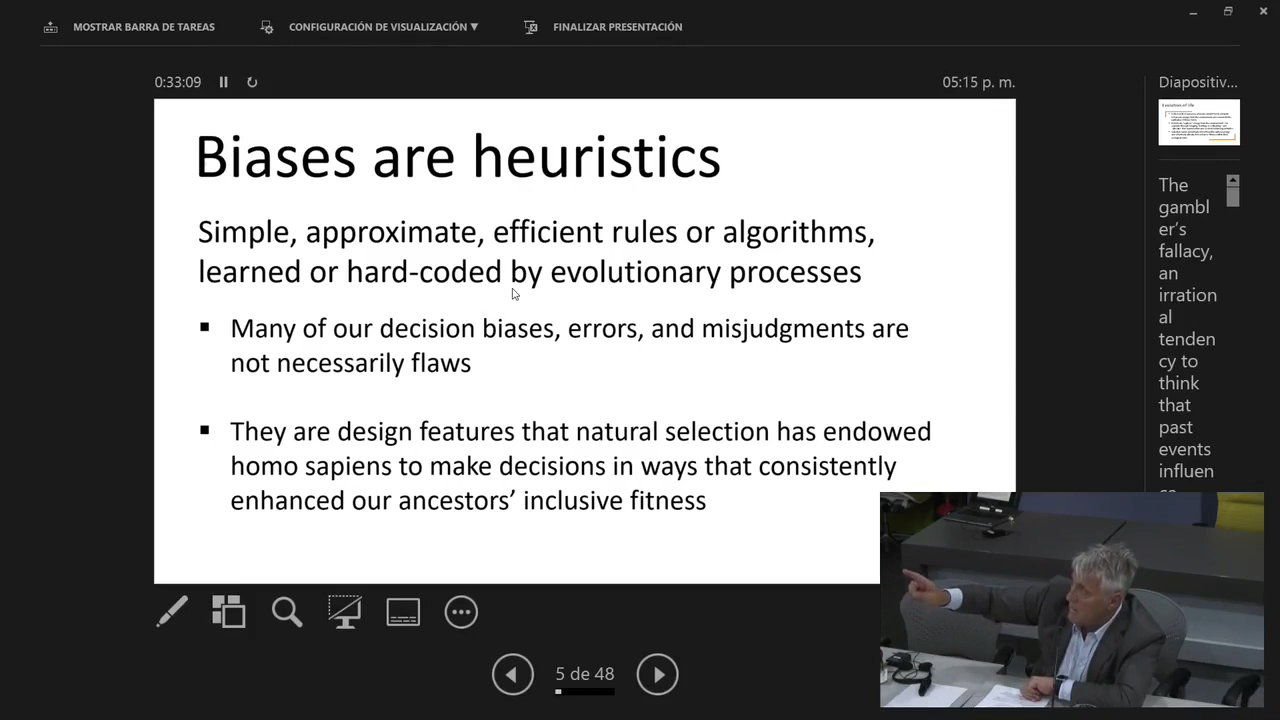 MOSTRAR BARRA DE TAREAS
CONFIGURACIÓN DE VISUALIZACIÓN ▼
FINALIZAR PRESENTACIÓN
0:33:09
05:15 p. m.
Biases are heuristics
Simple, approximate, efficient rules or algorithms,
learned or hard-coded by evolutionary processes
▪ Many of our decision biases, errors, and misjudgments are
not necessarily flaws
▪ They are design features that natural selection has endowed
homo sapiens to make decisions in ways that consistently
enhanced our ancestors’ inclusive fitness
5 de 48
Diapositiv...
Evolution of life
The
gambl
er’s
fallacy,
an
irration
al
tenden
cy to
think
that
past
events
influen